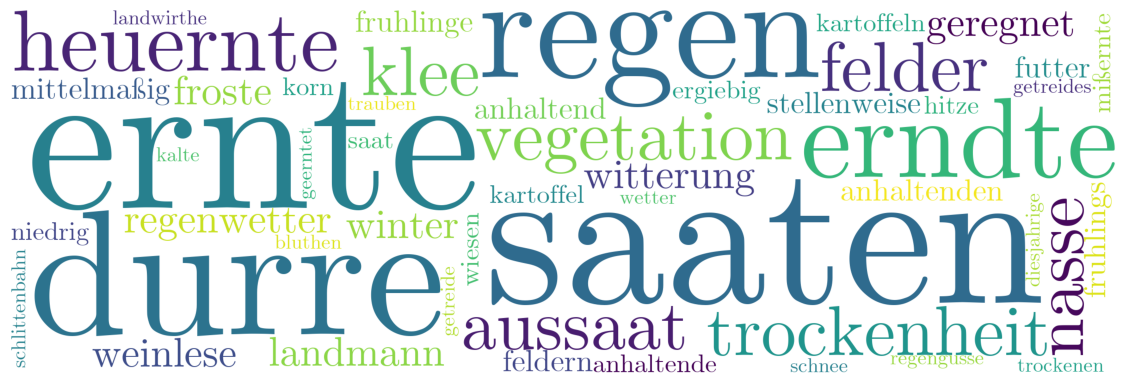 landwirthe
heuernte
fruhlinge
regen
kartoffeln
geregnet
mißernte
klee
felder
futter
mittelmaßig
froste
korn
trauben
ergiebig
stellenweise
hitze
getreides
anhaltend
ernte
kalte
geerntet
saat
vegetation
erndte
witterung
kartoffel
wetter
anhaltenden
niedrig
regenwetter
bluthen
winter
wiesen
saaten
diesjahrige
nasse
fruhlings
schlittenbahn
durre
getreide
weinlese
landmann
aussaat
trockenheit
feldern
anhaltende
schnee
regengusse
trockenen